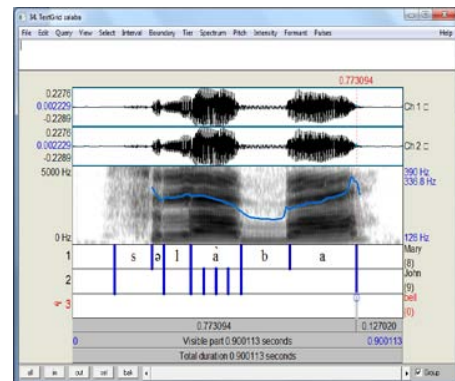 34. TextGrid salaba
File Edit Query View Select Interval Boundary Tier Spectrum Pitch Intensity Formant Pulses Help
0.773094
0.2276
0.002229
-0.2289
Ch 1
0.2276
0.002229
-0.2289
Ch 2
5000 Hz
390 Hz
336.8 Hz
0 Hz
126 Hz
1 s ə l à b a Mary (8)
2 John (9)
3 bell (0)
0.773094 0.127020
0 Visible part 0.900113 seconds 0.900113
Total duration 0.900113 seconds
all in out sel bak Group